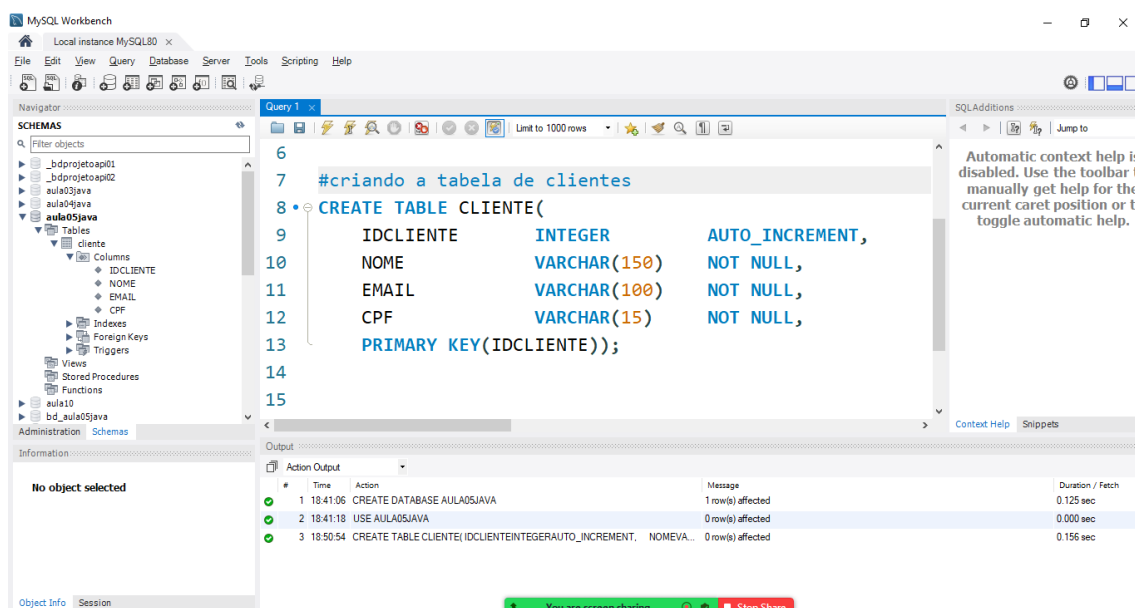 MySQL Workbench
Local instance MySQL80 ×
File Edit View Query Database Server Tools Scripting Help
Navigator
SCHEMAS
Filter objects
_bdprojetoapi01
_bdprojetoapi02
aula03java
aula04java
aula05java
Tables
cliente
Columns
IDCLIENTE
NOME
EMAIL
CPF
Indexes
Foreign Keys
Triggers
Views
Stored Procedures
Functions
aula10
bd_aula05java
Administration Schemas
Information
No object selected
Object Info Session
Query 1 ×
Limit to 1000 rows
6
7 #criando a tabela de clientes
8 CREATE TABLE CLIENTE(
9 IDCLIENTE INTEGER AUTO_INCREMENT,
10 NOME VARCHAR(150) NOT NULL,
11 EMAIL VARCHAR(100) NOT NULL,
12 CPF VARCHAR(15) NOT NULL,
13 PRIMARY KEY(IDCLIENTE));
14
15
SQLAdditions
Jump to
Automatic context help is
disabled. Use the toolbar
manually get help for the
current caret position or
toggle automatic help.
Context Help Snippets
Output
Action Output
# Time Action Message Duration / Fetch
1 18:41:06 CREATE DATABASE AULA05JAVA 1 row(s) affected 0.125 sec
2 18:41:18 USE AULA05JAVA 0 row(s) affected 0.000 sec
3 18:50:54 CREATE TABLE CLIENTE( IDCLIENTEINTEGERAUTO_INCREMENT, NOMEVA... 0 row(s) affected 0.156 sec
You are screen sharing Stop Share